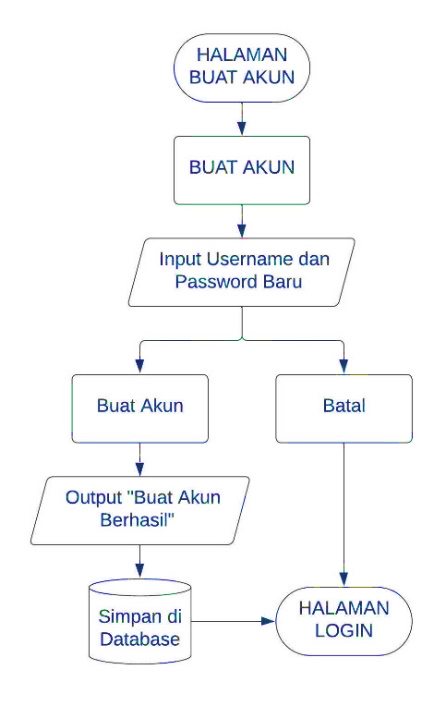 HALAMAN
BUAT AKUN
BUAT AKUN
Input Username dan
Password Baru
Buat Akun
Batal
Output "Buat Akun
Berhasil"
Simpan di
Database
HALAMAN
LOGIN